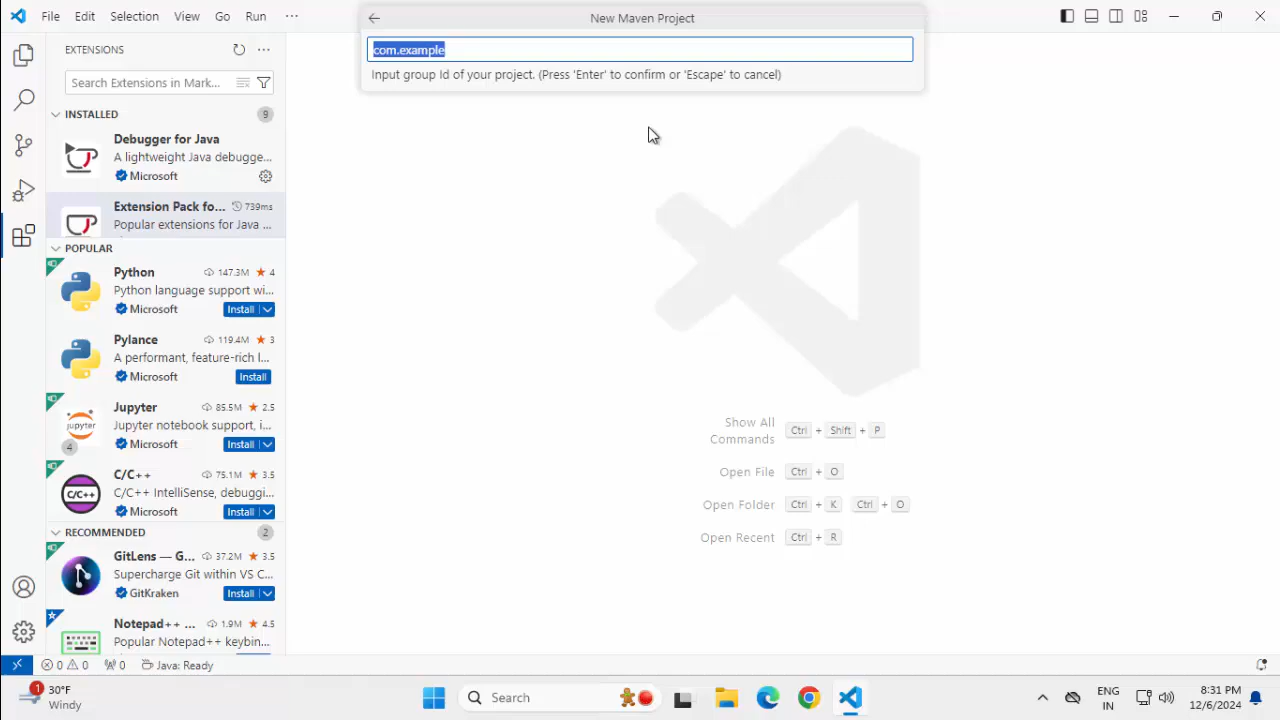 File Edit Selection View Go Run ···
New Maven Project
com.example
Input group Id of your project. (Press 'Enter' to confirm or 'Escape' to cancel)
EXTENSIONS
Search Extensions in Mark...
INSTALLED 9
Debugger for Java
A lightweight Java debugge...
Microsoft
Extension Pack fo... 739ms
Popular extensions for Java ...
POPULAR
Python 147.3M ★ 4
Python language support wi...
Microsoft Install
Pylance 119.4M ★ 3
A performant, feature-rich l...
Microsoft Install
Jupyter 85.5M ★ 2.5
Jupyter notebook support, i...
Microsoft Install
4
C/C++ 75.1M ★ 3.5
C/C++ IntelliSense, debuggi...
Microsoft Install
C/C++
RECOMMENDED 2
GitLens — G... 37.2M ★ 3.5
Supercharge Git within VS C...
GitKraken Install
Notepad++ ... 1.9M ★ 4.5
Popular Notepad++ keybin...
Show All Commands Ctrl + Shift + P
Open File Ctrl + O
Open Folder Ctrl + K Ctrl + O
Open Recent Ctrl + R
0 0 0 Java: Ready
1 30°F
Windy
Search
ENG
IN
8:31 PM
12/6/2024